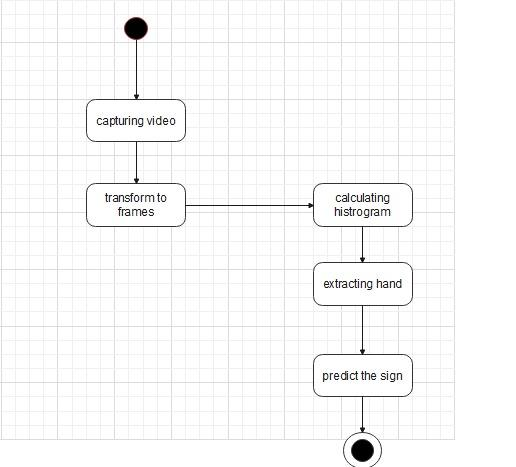 capturing video
transform to
frames
calculating
histrogram
extracting hand
predict the sign